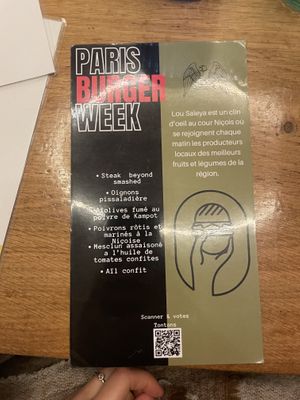 PARIS
BURGER
WEEK
• Steak beyond
smashed
• Oignons
pissaladière
olives fumé au
poivre de Kampot
• Poivrons rôtis et
marinés à la
Niçoise
• Mesclun assaisoné
a l'huile de
tomates confites
• Ail confit
Lou Saleya est un clin
d'oeil au cour Niçois où
se rejoignent chaque
matin les producteurs
locaux des meilleurs
fruits et légumes de la
région.
Scanner & votes
Tontons